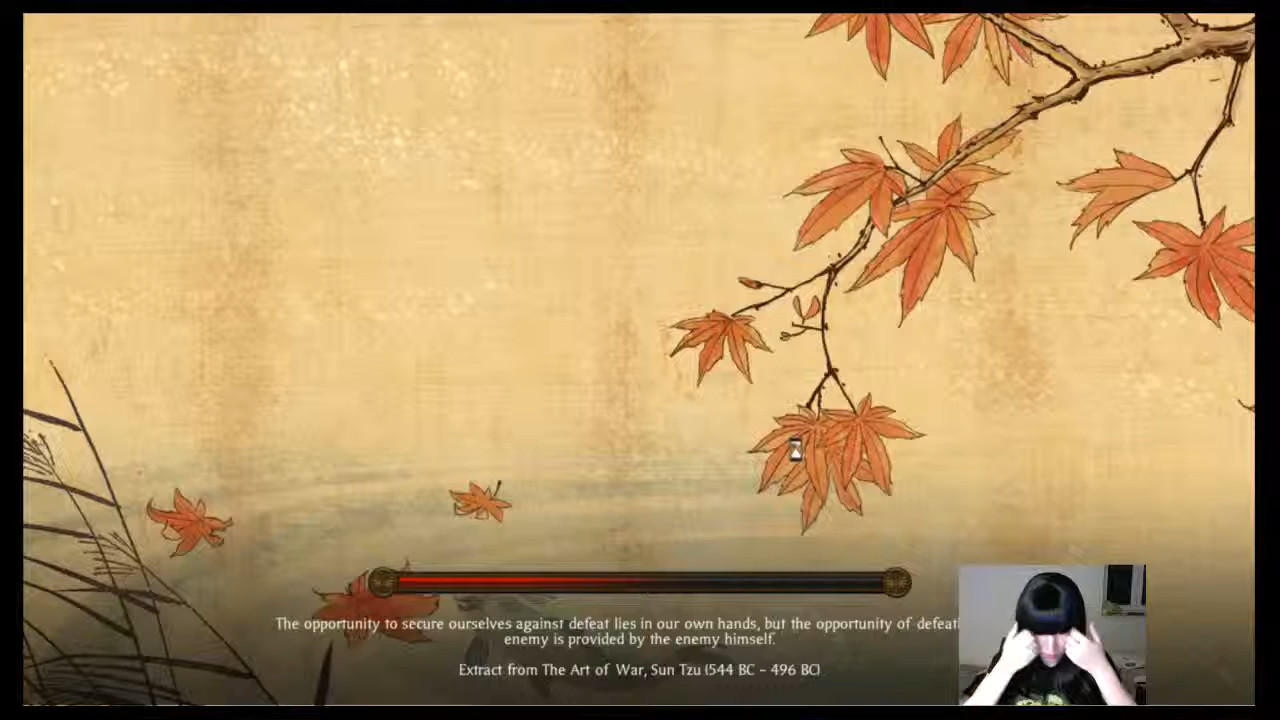 The opportunity to secure ourselves against defeat lies in our own hands, but the opportunity of defeati
enemy is provided by the enemy himself.
Extract from The Art of War, Sun Tzu (544 BC - 496 BC)